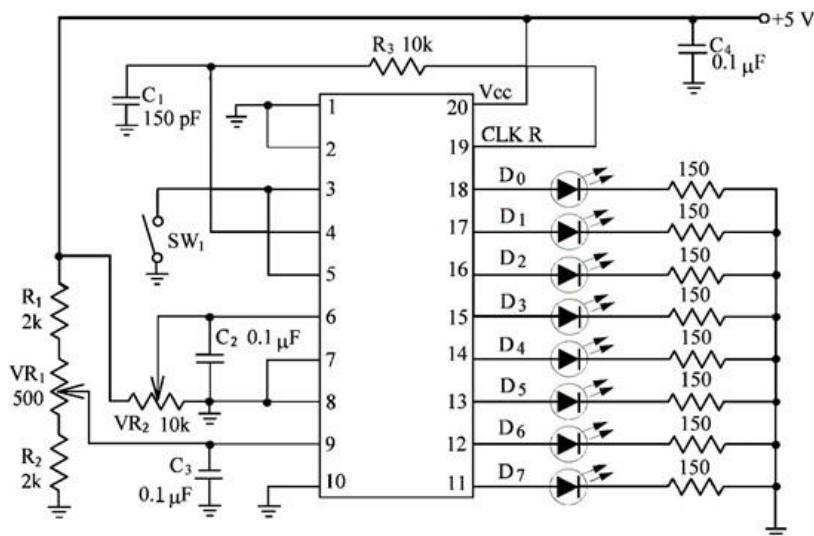 +5 V
R3 10k
C4
0.1 µF
C1
150 pF
Vcc
CLK R
1
2
3
4
5
6
7
8
9
10
20
19
18
17
16
15
14
13
12
11
D0
150
D1
150
D2
150
D3
150
D4
150
D5
150
D6
150
D7
150
SW1
R1
2k
VR1
500
R2
2k
C2 0.1 µF
VR2 10k
C3
0.1 µF